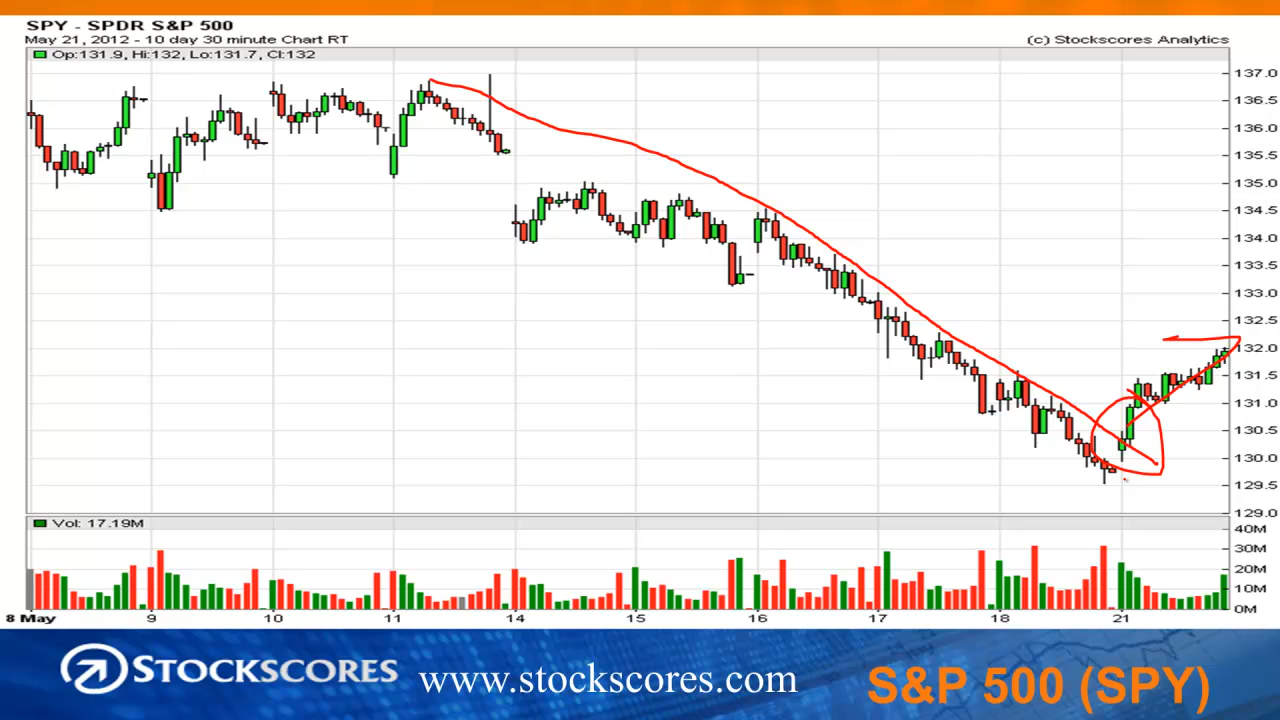 SPY - SPDR S&P 500
May 21, 2012 - 10 day 30 minute Chart RT
(c) Stockscores Analytics
Op:131.9, Hi:132, Lo:131.7, Cl:132
137.0
136.5
136.0
135.5
135.0
134.5
134.0
133.5
133.0
132.5
132.0
131.5
131.0
130.5
130.0
129.5
129.0
Vol: 17.19M
40M
30M
20M
10M
0M
8 May 9 10 11 14 15 16 17 18 21
STOCKSCORES
www.stockscores.com
S&P 500 (SPY)